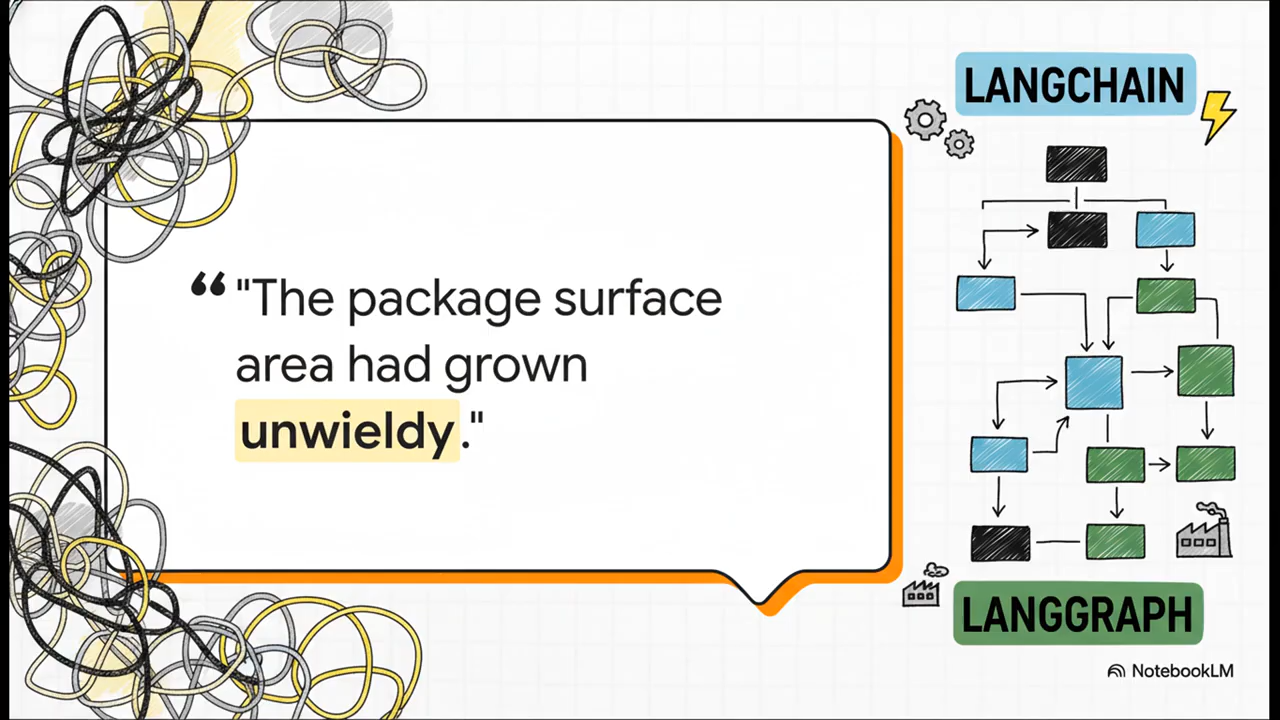 “ "The package surface
area had grown
unwieldy."
LANGCHAIN
LANGGRAPH
NotebookLM